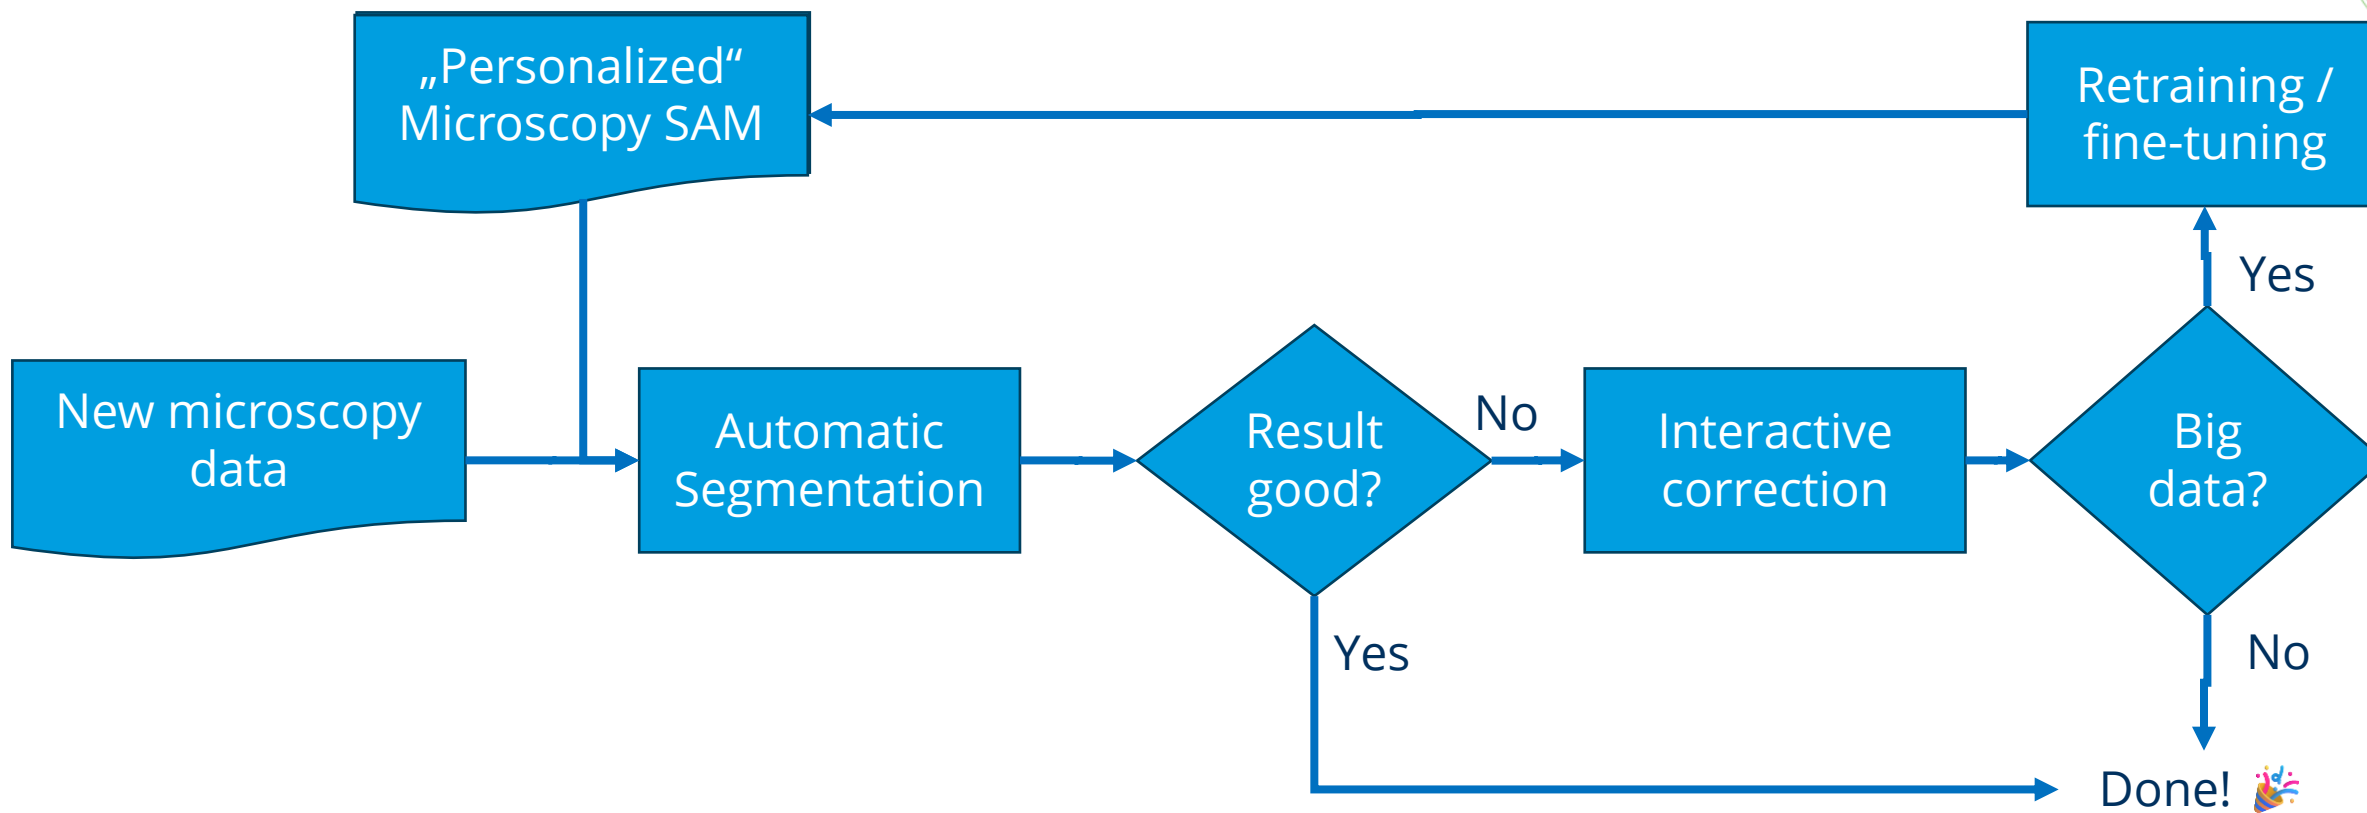 „Personalized“
Microscopy SAM
Retraining /
fine-tuning
Yes
New microscopy
data
Automatic
Segmentation
Result
good?
No
Interactive
correction
Big
data?
Yes
No
Done! 🎉